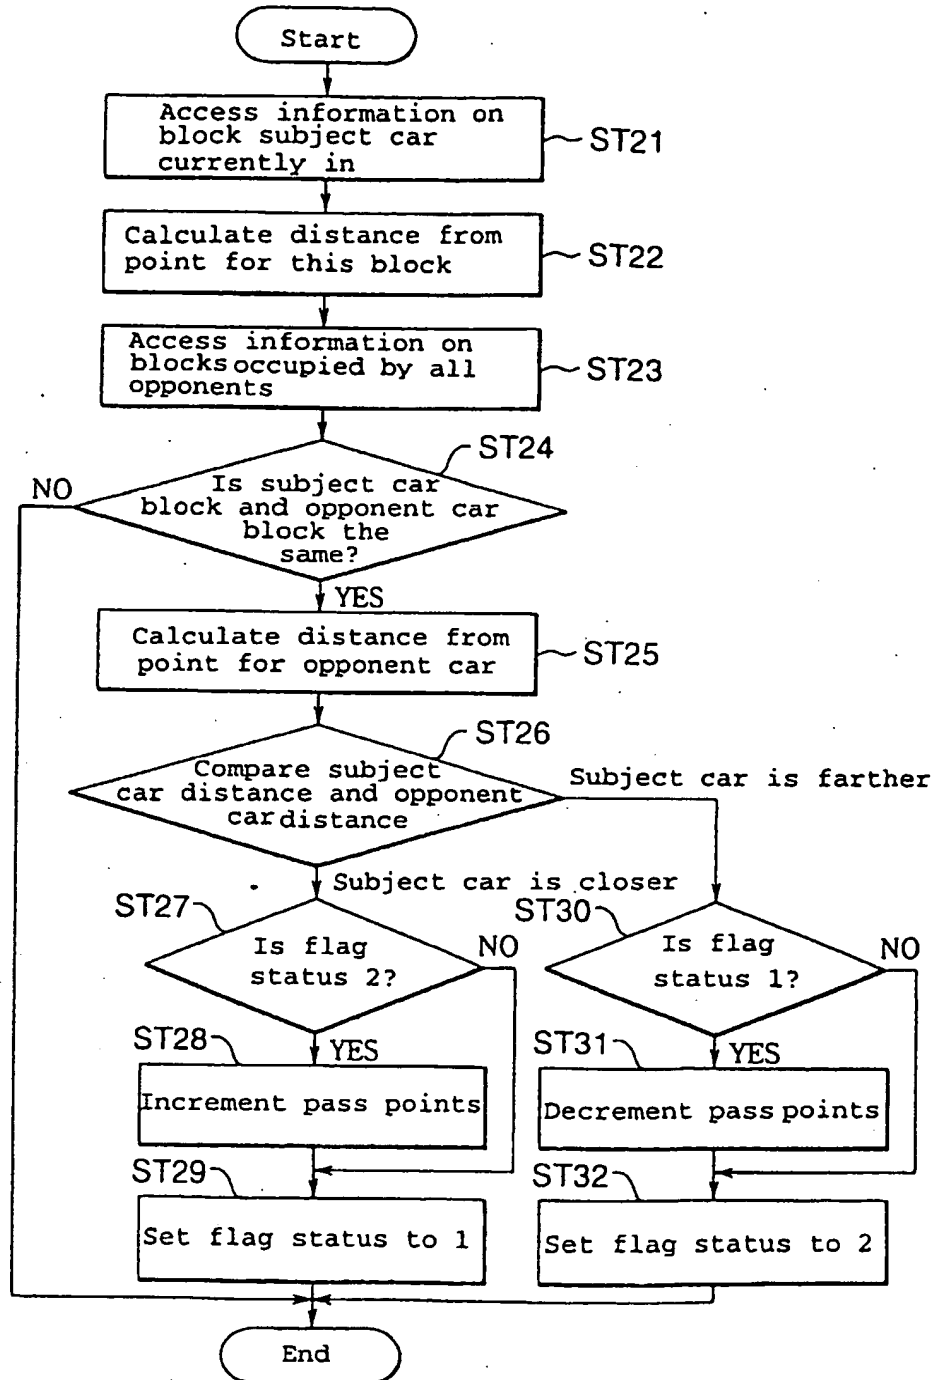 Start
Access information on
block subject car
currently in
ST21
Calculate distance from
point for this block
ST22
Access information on
blocks occupied by all
opponents
ST23
ST24
NO
Is subject car
block and opponent car
block the
same?
YES
Calculate distance from
point for opponent car
ST25
ST26
Compare subject
car distance and opponent
car distance
Subject car is farther
Subject car is closer
ST27
Is flag
status 2?
NO
ST30
Is flag
status 1?
NO
ST28
YES
Increment pass points
ST31
YES
Decrement pass points
ST29
Set flag status to 1
ST32
Set flag status to 2
End